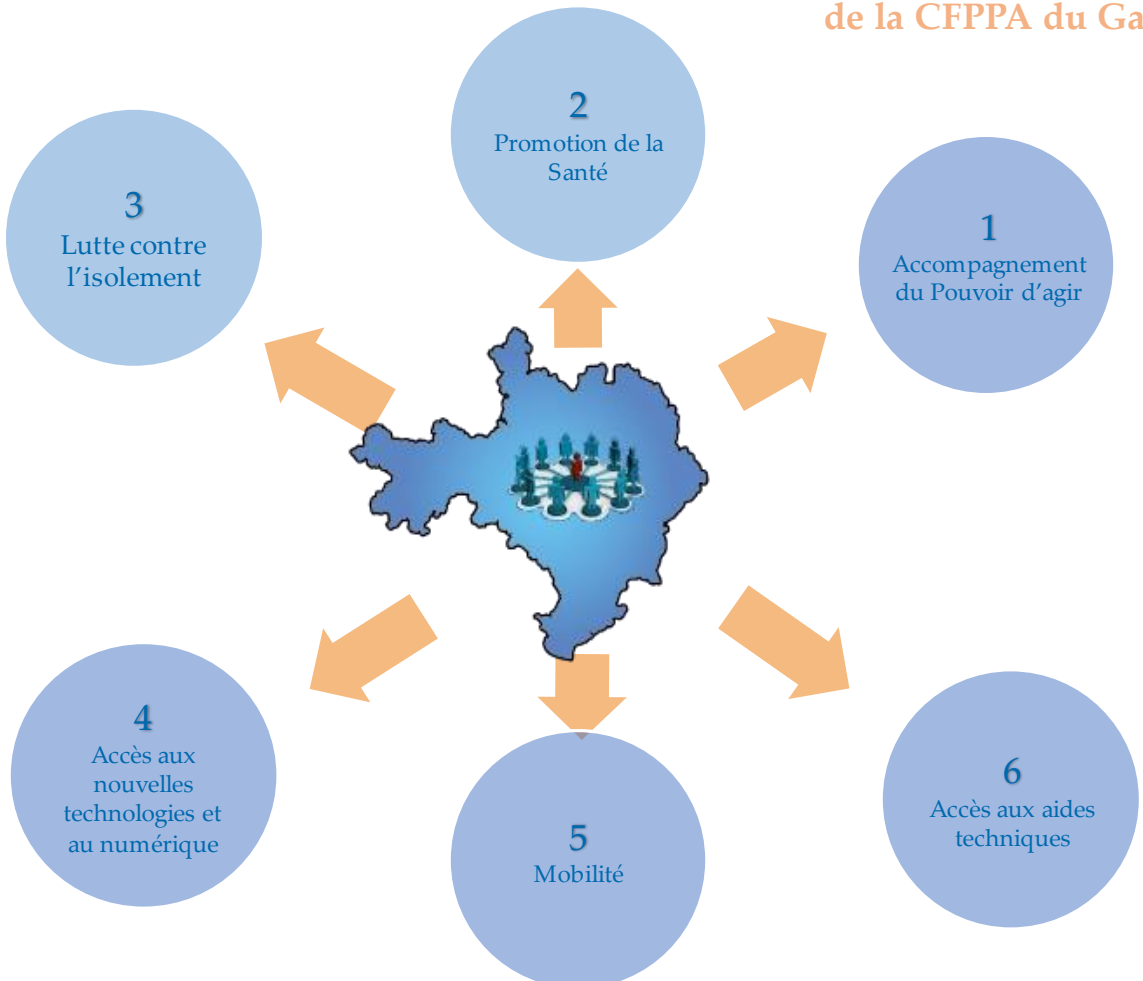 de la CFPPA du Ga
2
Promotion de la
Santé
3
Lutte contre
l'isolement
1
Accompagnement
du Pouvoir d'agir
4
Accès aux
nouvelles
technologies et
au numérique
5
Mobilité
6
Accès aux aides
techniques